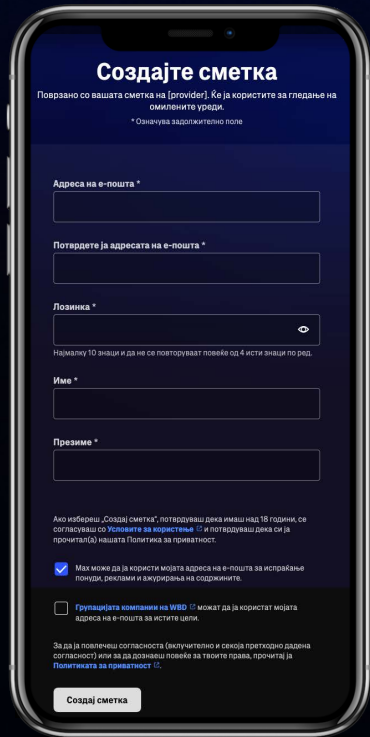 Создајте сметка
Поврзано со вашата сметка на [provider]. Ќе ја користите за гледање на
омилените уреди.
* Означува задолжително поле
Адреса на е-пошта *
Потврдете ја адресата на е-пошта *
Лозинка *
Најмалку 10 знаци и да не се повторуваат повеќе од 4 исти знаци по ред.
Име *
Презиме *
Ако избереш „Создај сметка“, потврдуваш дека имаш над 18 години, се
согласуваш со Условите за користење и потврдуваш дека си ја
прочитал(а) нашата Политика за приватност.
Max може да ја користи мојата адреса на е-пошта за испраќање
понуди, реклами и ажурирања на содржините.
Групацијата компании на WBD можат да ја користат мојата
адреса на е-пошта за истите цели.
За да ја повлечеш согласноста (вклучително и секоја претходно дадена
согласност) или за да дознаеш повеќе за твоите права, прочитај ја
Политиката за приватност.
Создај сметка